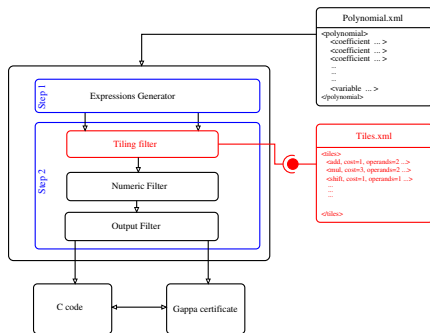 Polynomial.xml
<polynomial>
<coefficient ... >
<coefficient ... >
<coefficient ... >
...
...
...
<variable ... >
</polynomial>
Step 1
Expressions Generator
Step 2
Tiling filter
Numeric Filter
Output Filter
Tiles.xml
<tiles>
<add, cost=1, operands=2 ...>
<mul, cost=3, operands=2 ...>
<shift, cost=1, operands=1 ...>
...
...
...
</tiles>
C code
Gappa certificate